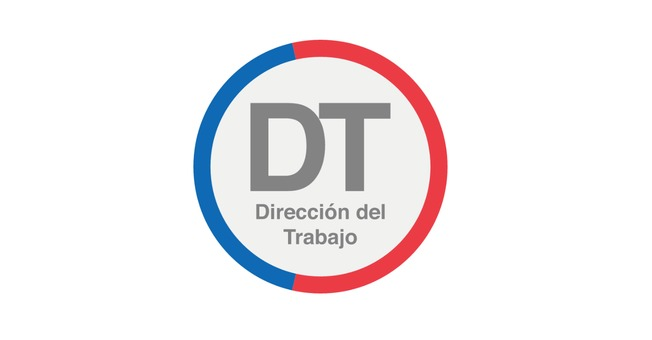 DT
Dirección del
Trabajo